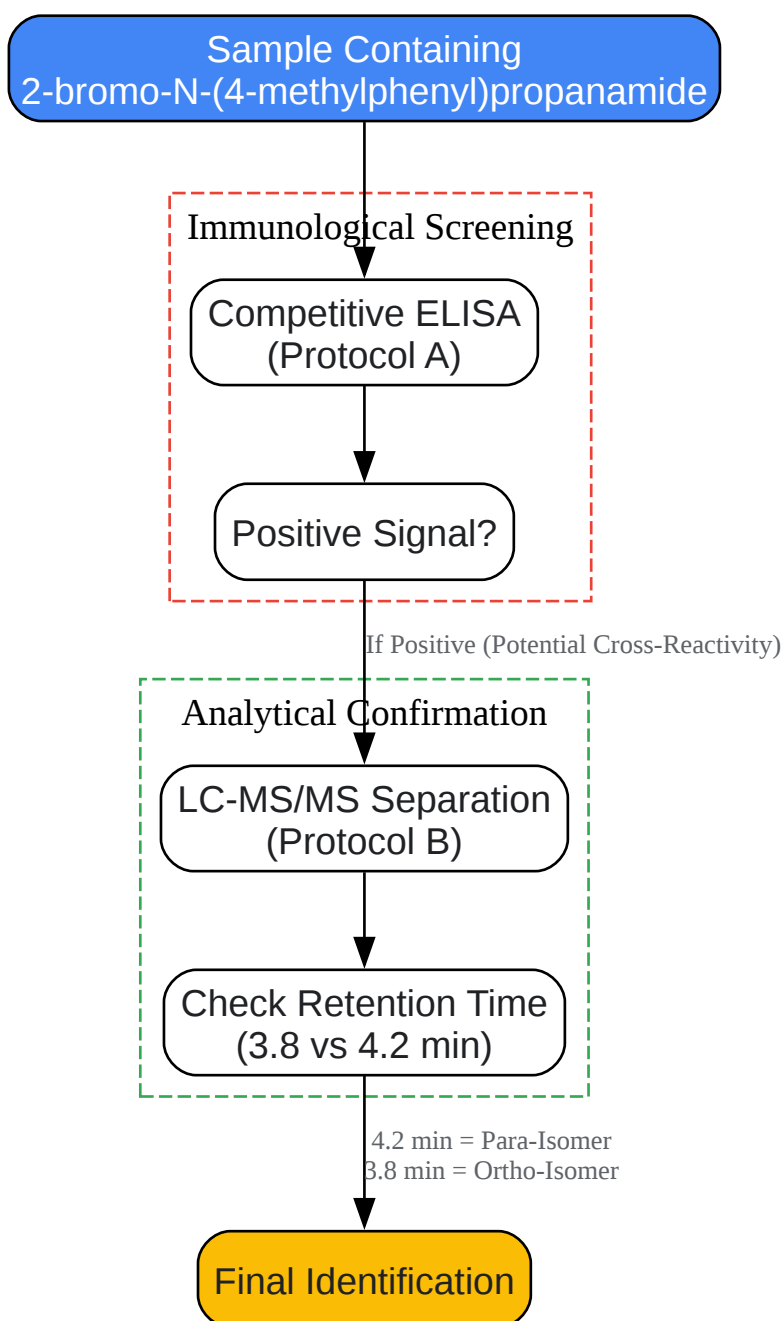 Sample Containing
2-bromo-N-(4-methylphenyl)propanamide
Immunological Screening
Competitive ELISA
(Protocol A)
Positive Signal?
If Positive (Potential Cross-Reactivity)
Analytical Confirmation
LC-MS/MS Separation
(Protocol B)
Check Retention Time
(3.8 vs 4.2 min)
4.2 min = Para-Isomer
3.8 min = Ortho-Isomer
Final Identification